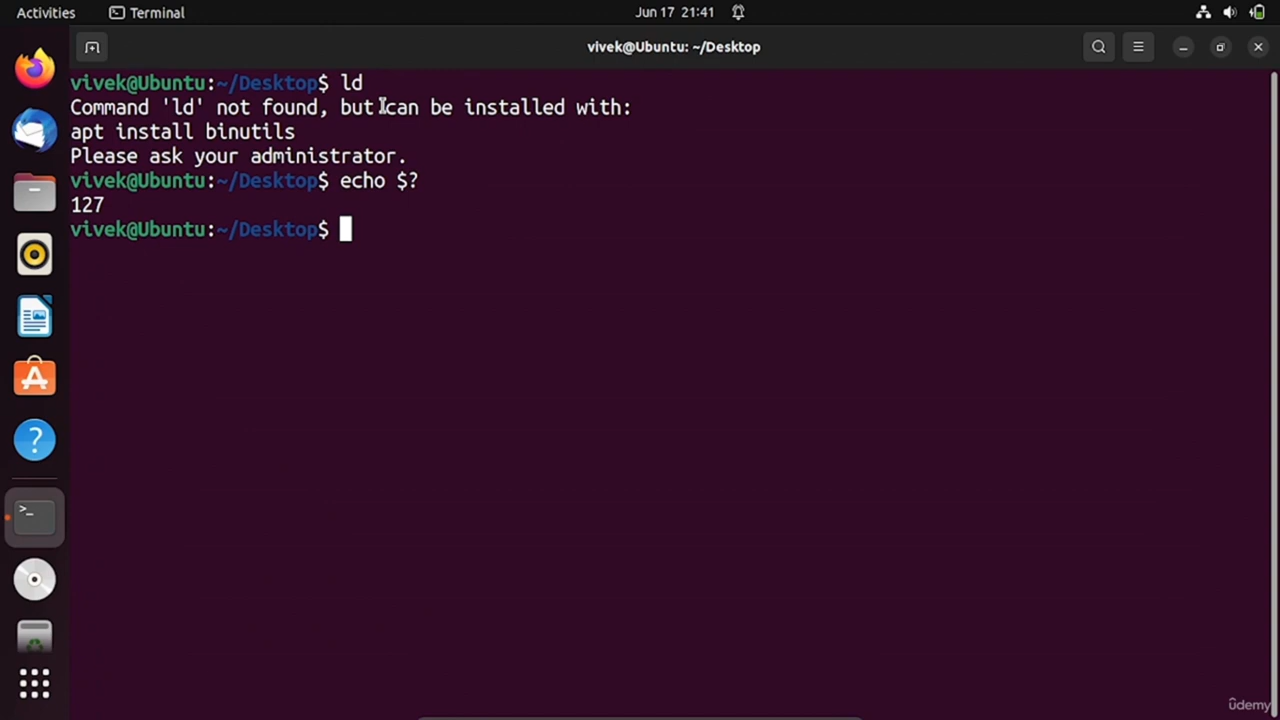 Activities Terminal Jun 17 21:41
vivek@Ubuntu: ~/Desktop
vivek@Ubuntu:~/Desktop$ ld
Command 'ld' not found, but can be installed with:
apt install binutils
Please ask your administrator.
vivek@Ubuntu:~/Desktop$ echo $?
127
vivek@Ubuntu:~/Desktop$
ûdemy